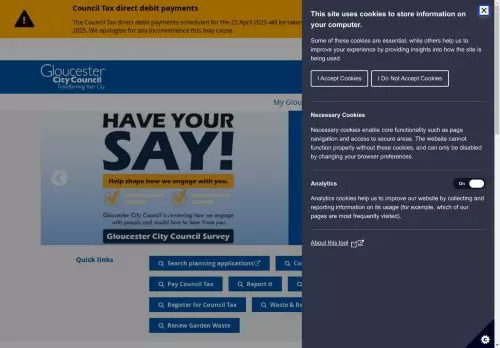 Council Tax direct debit payments
The Council Tax direct debit payments scheduled for the 22 April 2025 will be taken
2025. We apologise for any inconvenience this may cause.
Gloucester
City Council
Transforming Your City
My Glou
HAVE YOUR
SAY!
Help shape how we engage with you.
Gloucester City Council is reviewing how we engage
with people and would love to hear from you.
Gloucester City Council Survey
Quick links
Search planning applications
Co
Pay Council Tax
Report it
Register for Council Tax
Waste & Re
Renew Garden Waste
This site uses cookies to store information on
your computer.
Some of these cookies are essential, while others help us to
improve your experience by providing insights into how the site is
being used
I Accept Cookies
I Do Not Accept Cookies
Necessary Cookies
Necessary cookies enable core functionality such as page
navigation and access to secure areas. The website cannot
function properly without these cookies, and can only be disabled
by changing your browser preferences.
Analytics
On
Analytics cookies help us to improve our website by collecting and
reporting information on its usage (for example, which of our
pages are most frequently visited).
About this tool